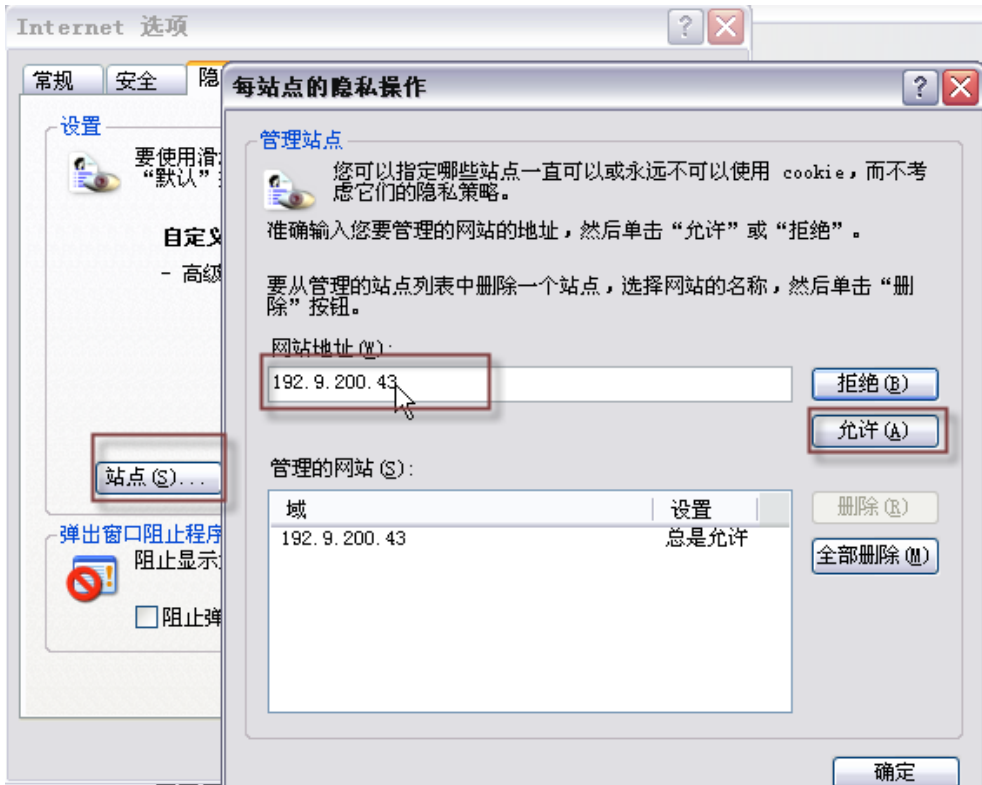 Internet 选项
常规
安全
隐
设置
要使用滑
“默认”
自定义
- 高级
站点(S)...
弹出窗口阻止程序
阻止显示
阻止弹
每站点的隐私操作
管理站点
您可以指定哪些站点一直可以或永远不可以使用 cookie，而不考
虑它们的隐私策略。
准确输入您要管理的网站的地址，然后单击“允许”或“拒绝”。
要从管理的站点列表中删除一个站点，选择网站的名称，然后单击“删
除”按钮。
网站地址(W):
192.9.200.43
拒绝(B)
允许(A)
管理的网站(S):
域 设置
192.9.200.43 总是允许
删除(R)
全部删除(M)
确定